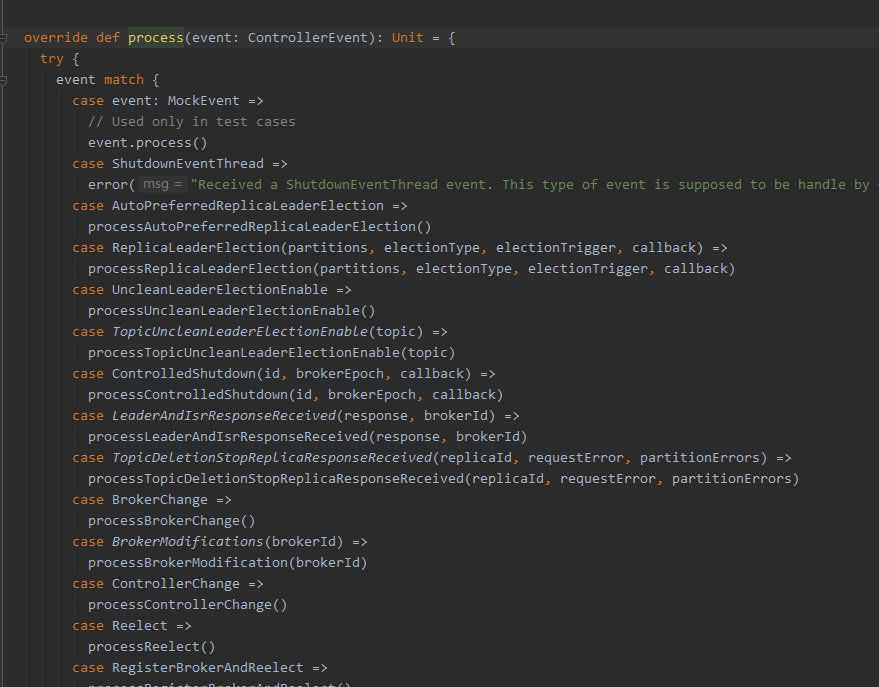 override def process(event: ControllerEvent): Unit = {
try {
event match {
case event: MockEvent =>
// Used only in test cases
event.process()
case ShutdownEventThread =>
error( msg = "Received a ShutdownEventThread event. This type of event is supposed to be handle by
case AutoPreferredReplicaLeaderElection =>
processAutoPreferredReplicaLeaderElection()
case ReplicaLeaderElection(partitions, electionType, electionTrigger, callback) =>
processReplicaLeaderElection(partitions, electionType, electionTrigger, callback)
case UncleanLeaderElectionEnable =>
processUncleanLeaderElectionEnable()
case TopicUncleanLeaderElectionEnable(topic) =>
processTopicUncleanLeaderElectionEnable(topic)
case ControlledShutdown(id, brokerEpoch, callback) =>
processControlledShutdown(id, brokerEpoch, callback)
case LeaderAndIsrResponseReceived(response, brokerId) =>
processLeaderAndIsrResponseReceived(response, brokerId)
case TopicDeletionStopReplicaResponseReceived(replicaId, requestError, partitionErrors) =>
processTopicDeletionStopReplicaResponseReceived(replicaId, requestError, partitionErrors)
case BrokerChange =>
processBrokerChange()
case BrokerModifications(brokerId) =>
processBrokerModification(brokerId)
case ControllerChange =>
processControllerChange()
case Reelect =>
processReelect()
case RegisterBrokerAndReelect =>
processRegisterBrokerAndReelect()